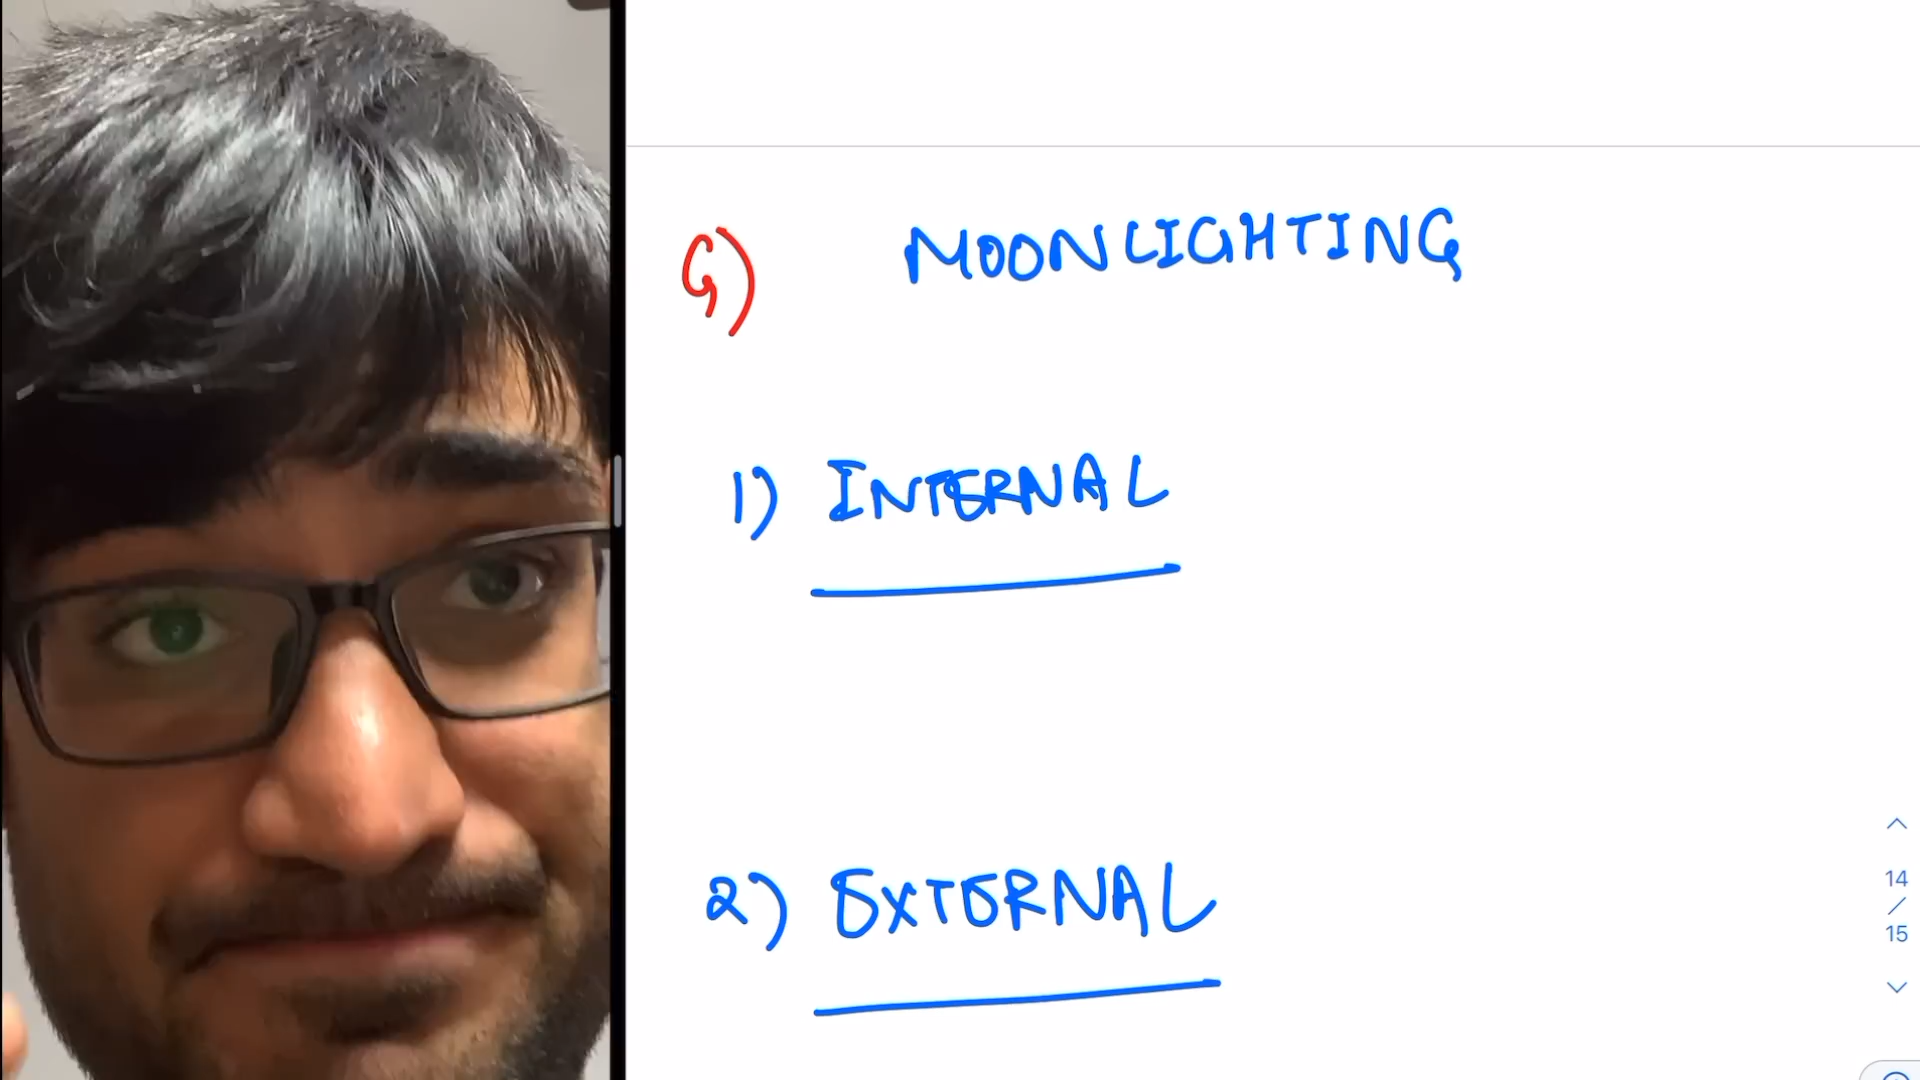 G) MOONLIGHTING
1) INTERNAL
2) EXTERNAL
14
/
15